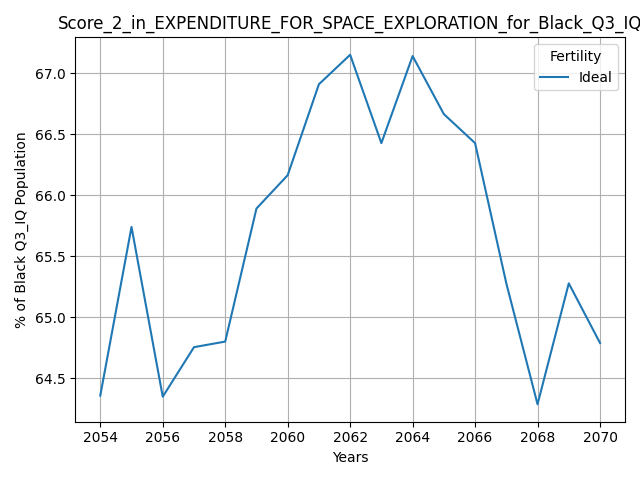 Score_2_in_EXPENDITURE_FOR_SPACE_EXPLORATION_for_Black_Q3_IQ
Fertility
Ideal
67.0
66.5
66.0
65.5
65.0
64.5
% of Black Q3_IQ Population
2054 2056 2058 2060 2062 2064 2066 2068 2070
Years